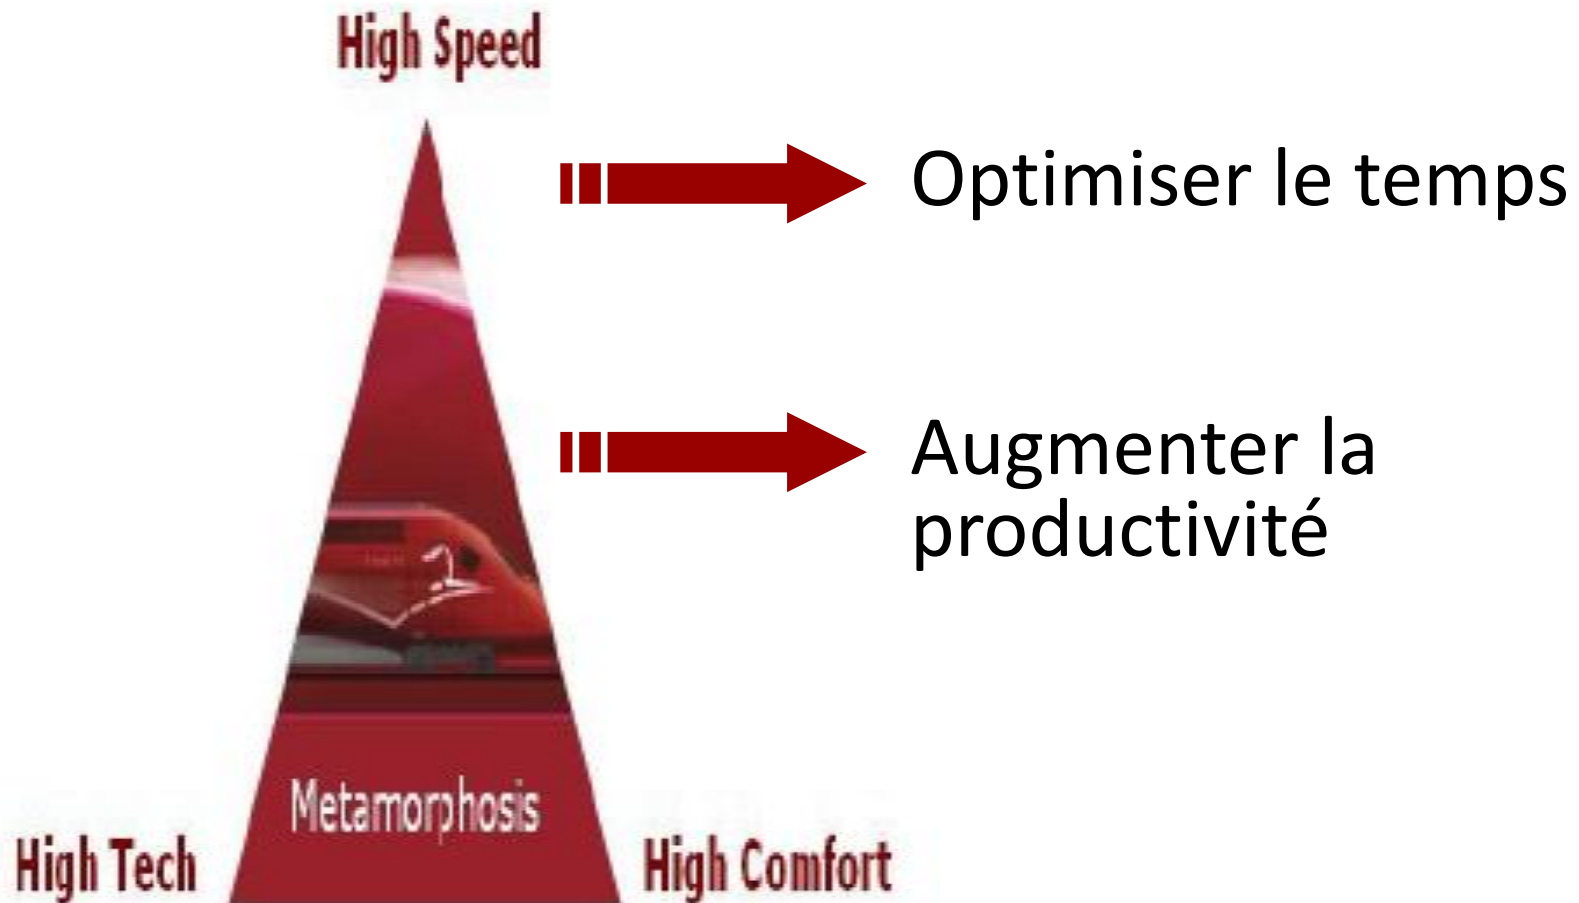 High Speed
Optimiser le temps
Augmenter la
productivité
Metamorphosis
High Tech
High Comfort